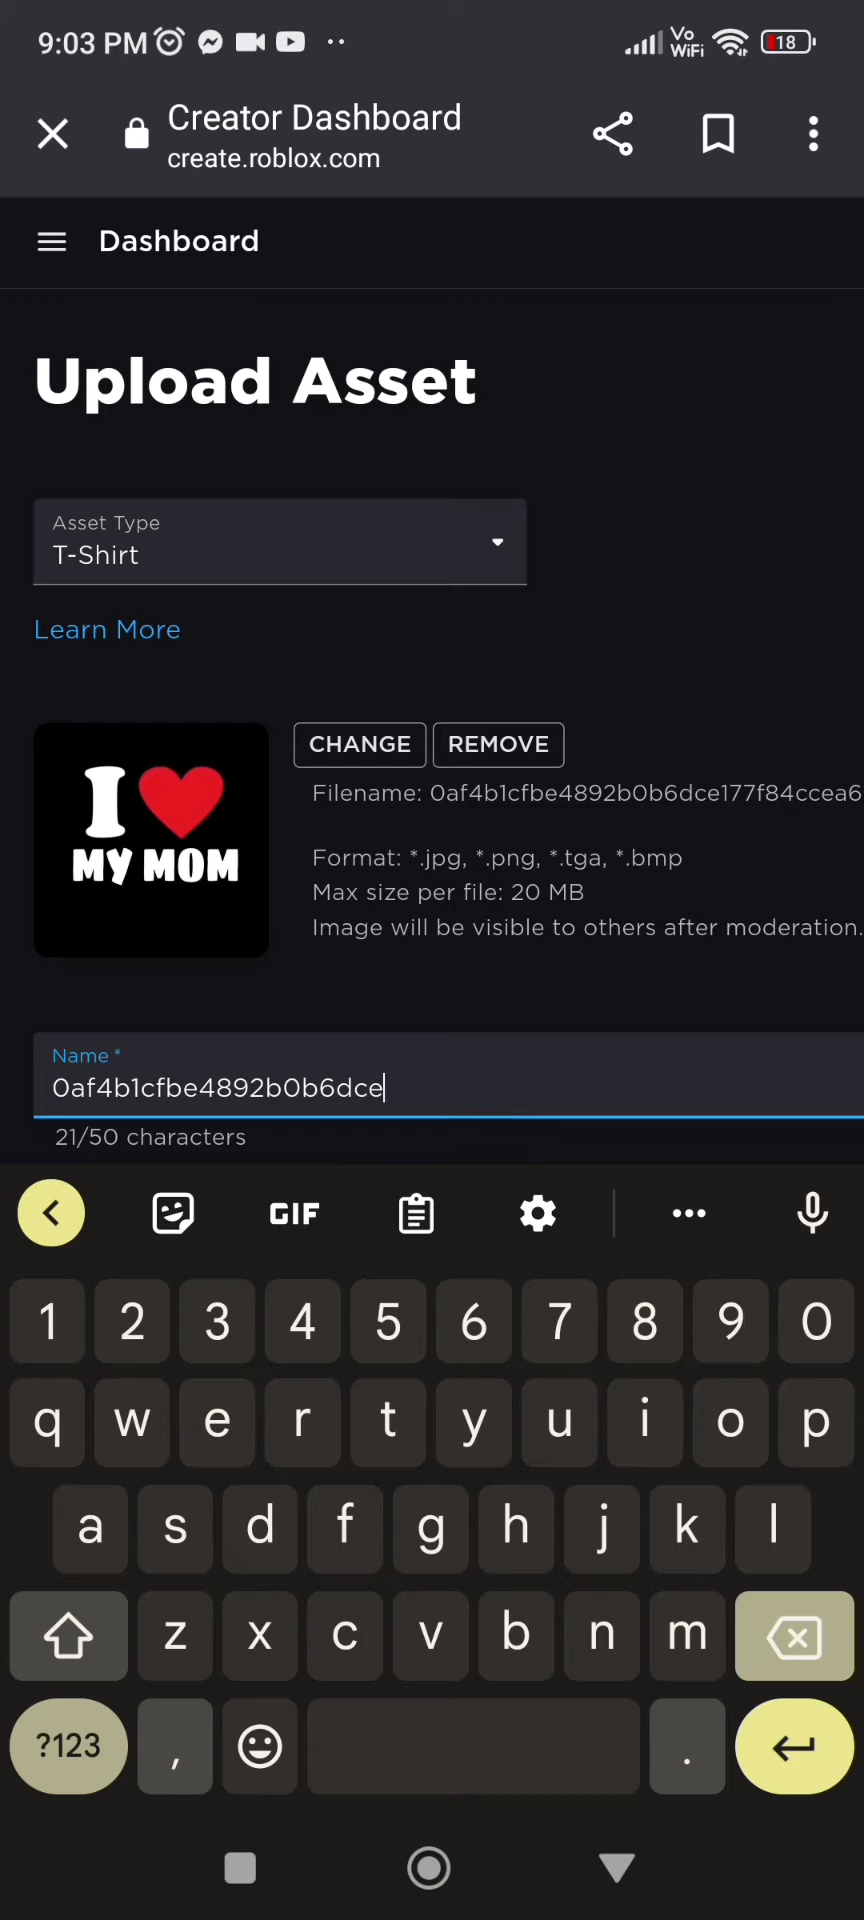 9:03 PM
Vo
WiFi
18
Creator Dashboard
create.roblox.com
Dashboard
Upload Asset
Asset Type
T-Shirt
Learn More
I
MY MOM
CHANGE
REMOVE
Filename: 0af4b1cfbe4892b0b6dce177f84ccea6
Format: *.jpg, *.png, *.tga, *.bmp
Max size per file: 20 MB
Image will be visible to others after moderation.
Name *
0af4b1cfbe4892b0b6dce
21/50 characters
GIF
1 2 3 4 5 6 7 8 9 0
q w e r t y u i o p
a s d f g h j k l
z x c v b n m
?123 , .